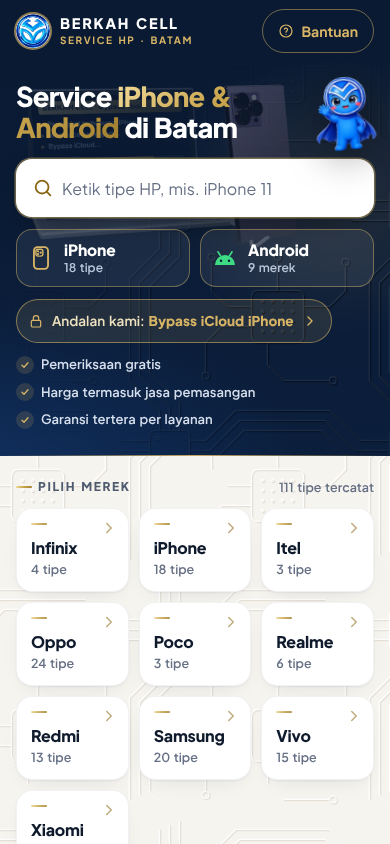 BERKAH CELL
SERVICE HP · BATAM
Bantuan
Service iPhone &
Android di Batam
Ketik tipe HP, mis. iPhone 11
iPhone
18 tipe
Android
9 merek
Andalan kami: Bypass iCloud iPhone
Pemeriksaan gratis
Harga termasuk jasa pemasangan
Garansi tertera per layanan
PILIH MEREK
111 tipe tercatat
Infinix
4 tipe
iPhone
18 tipe
Itel
3 tipe
Oppo
24 tipe
Poco
3 tipe
Realme
6 tipe
Redmi
13 tipe
Samsung
20 tipe
Vivo
15 tipe
Xiaomi